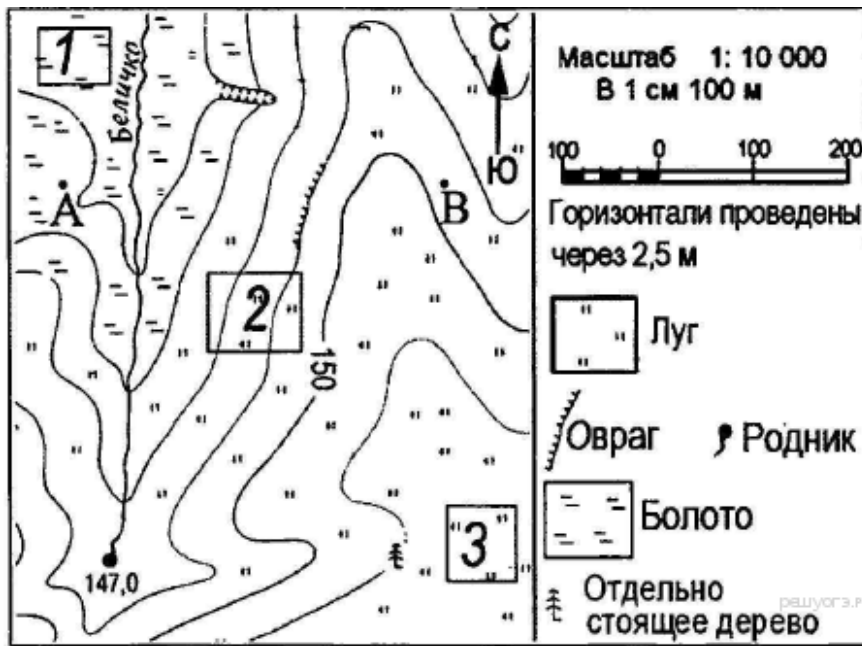 1
Беличко
А
2
150
147,0
3
С
Ю
В
Масштаб 1: 10 000
В 1 см 100 м
100 0 100 200
Горизонтали проведены
через 2,5 м
Луг
Овраг
Родник
Болото
Отдельно
стоящее дерево